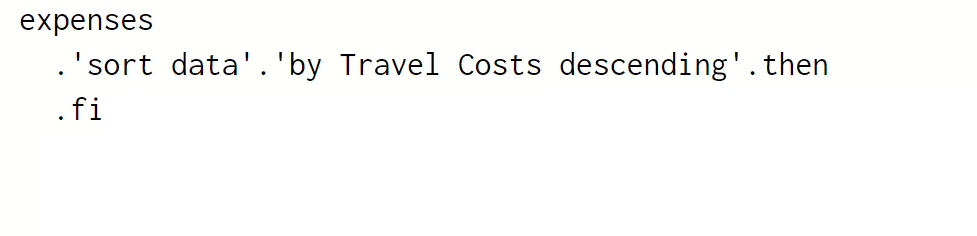 expenses
.'sort data'.'by Travel Costs descending'.then
.fi